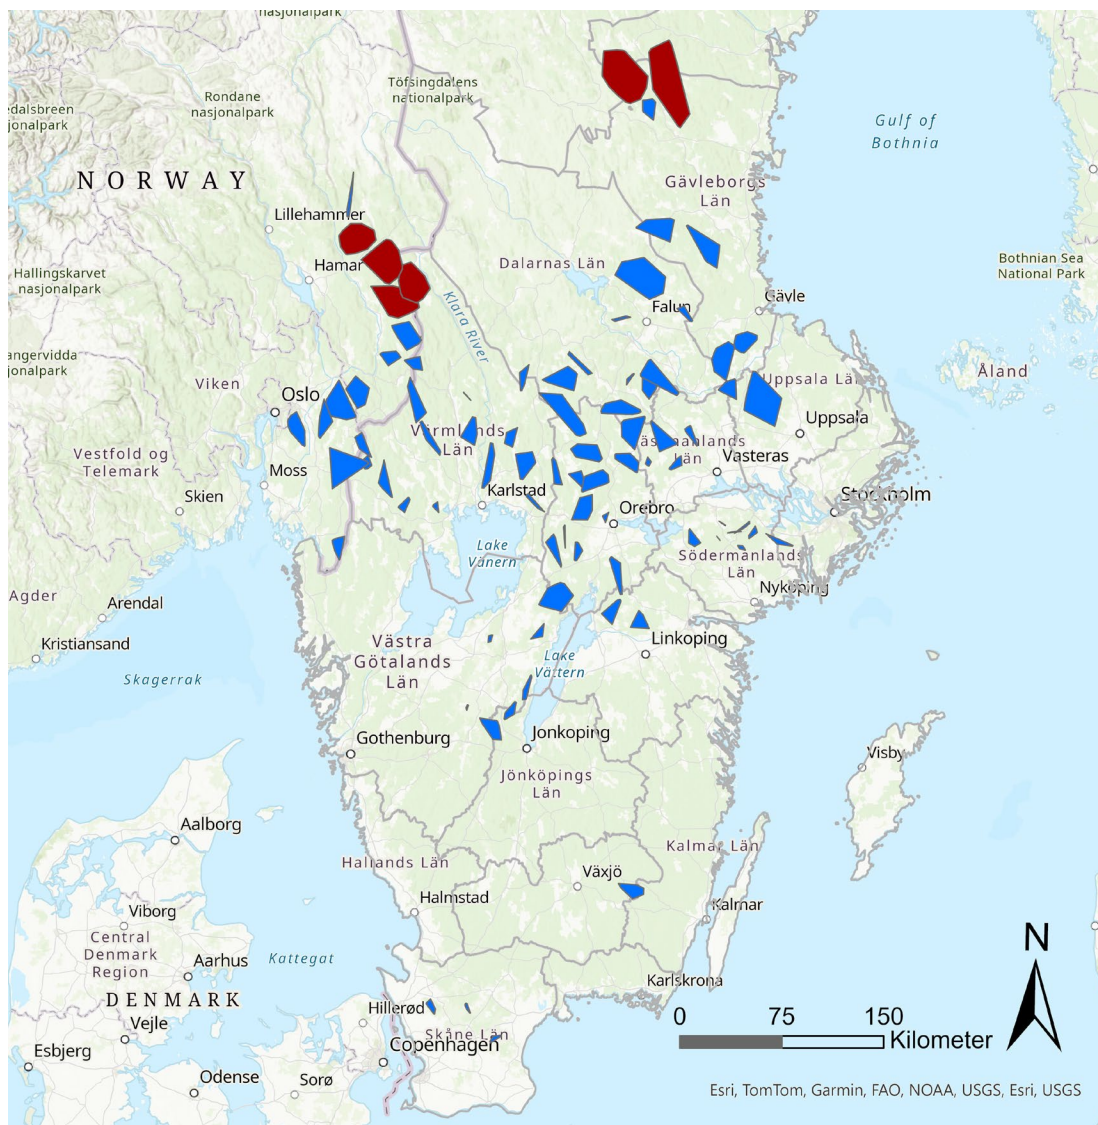 nasjonalpark
Töfsingdalens
nationalpark
Rondane
nasjonalpark
edalsbreen
jonalpark
Gulf of
Bothnia
NORWAY
Gävleborgs
Län
Lillehammer
Hallingskarvet
nasjonalpark
Hamar
Dalarnas Län
Bothnian Sea
National Park
Klara River
Falun
Gävle
angervidda
jonalpark
Viken
Oslo
Uppsala Län
Åland
Uppsala
Värmlands
Län
Västmanlands
Län
Vasteras
Vestfold og
Telemark
Moss
Skien
Karlstad
Orebro
Stockholm
Lake
Vänern
Södermanlands
Län
Nykoping
Agder
Arendal
Kristiansand
Skagerrak
Västra
Götalands
Län
Linkoping
Lake
Vättern
Gothenburg
Jonkoping
Visby
Jönköpings
Län
Aalborg
Hallands Län
Kalmar Län
Växjö
Halmstad
Kalmar
Viborg
Central
Denmark
Region
Aarhus
Kattegat
DENMARK
Karlskrona
N
Hillerød
Vejle
Skåne Län
Copenhagen
Esbjerg
Odense
Sorø
0 75 150
Kilometer
Esri, TomTom, Garmin, FAO, NOAA, USGS, Esri, USGS